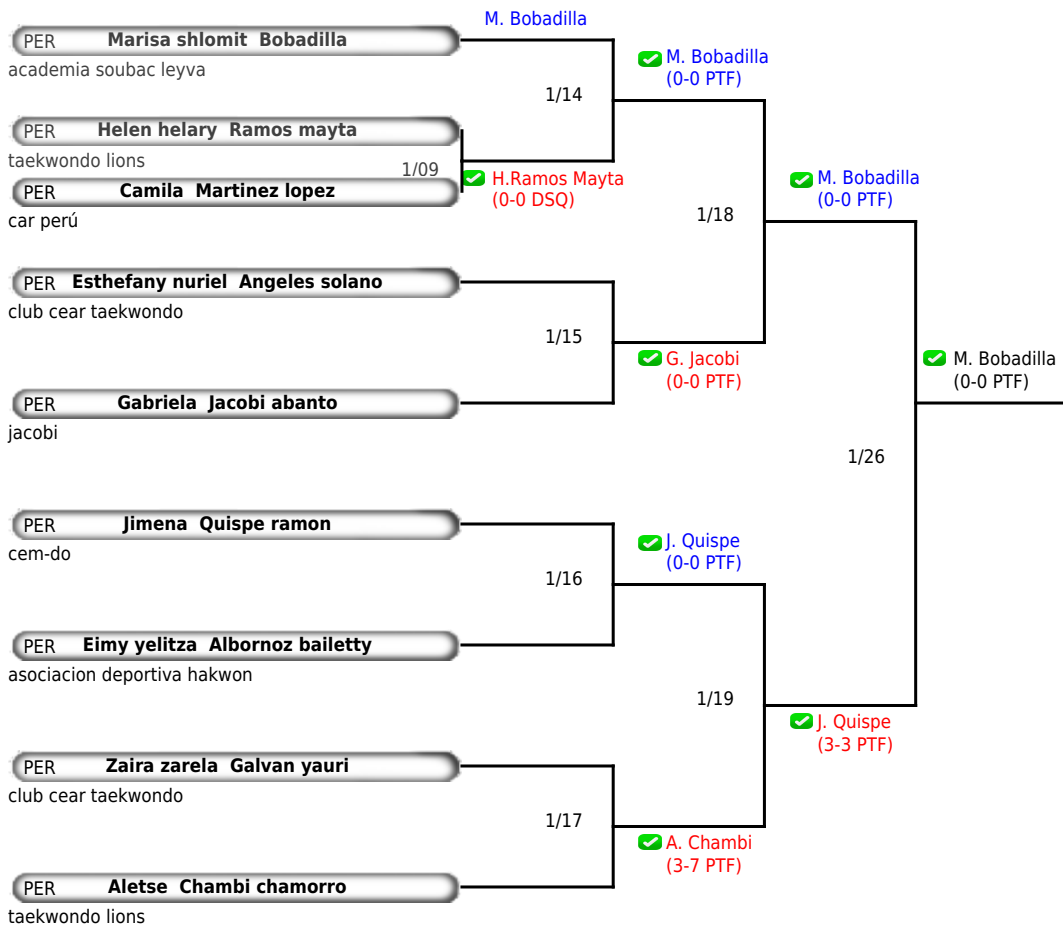 M. Bobadilla
PER Marisa shlomit Bobadilla
academia soubac leyva
M. Bobadilla
(0-0 PTF)
1/14
PER Helen helary Ramos mayta
taekwondo lions
1/09
H.Ramos Mayta
(0-0 DSQ)
PER Camila Martinez lopez
car perú
M. Bobadilla
(0-0 PTF)
1/18
PER Esthefany nuriel Angeles solano
club cear taekwondo
1/15
G. Jacobi
(0-0 PTF)
M. Bobadilla
(0-0 PTF)
PER Gabriela Jacobi abanto
jacobi
1/26
PER Jimena Quispe ramon
cem-do
J. Quispe
(0-0 PTF)
1/16
PER Eimy yelitza Albornoz bailetty
asociacion deportiva hakwon
1/19
J. Quispe
(3-3 PTF)
PER Zaira zarela Galvan yauri
club cear taekwondo
1/17
A. Chambi
(3-7 PTF)
PER Aletse Chambi chamorro
taekwondo lions